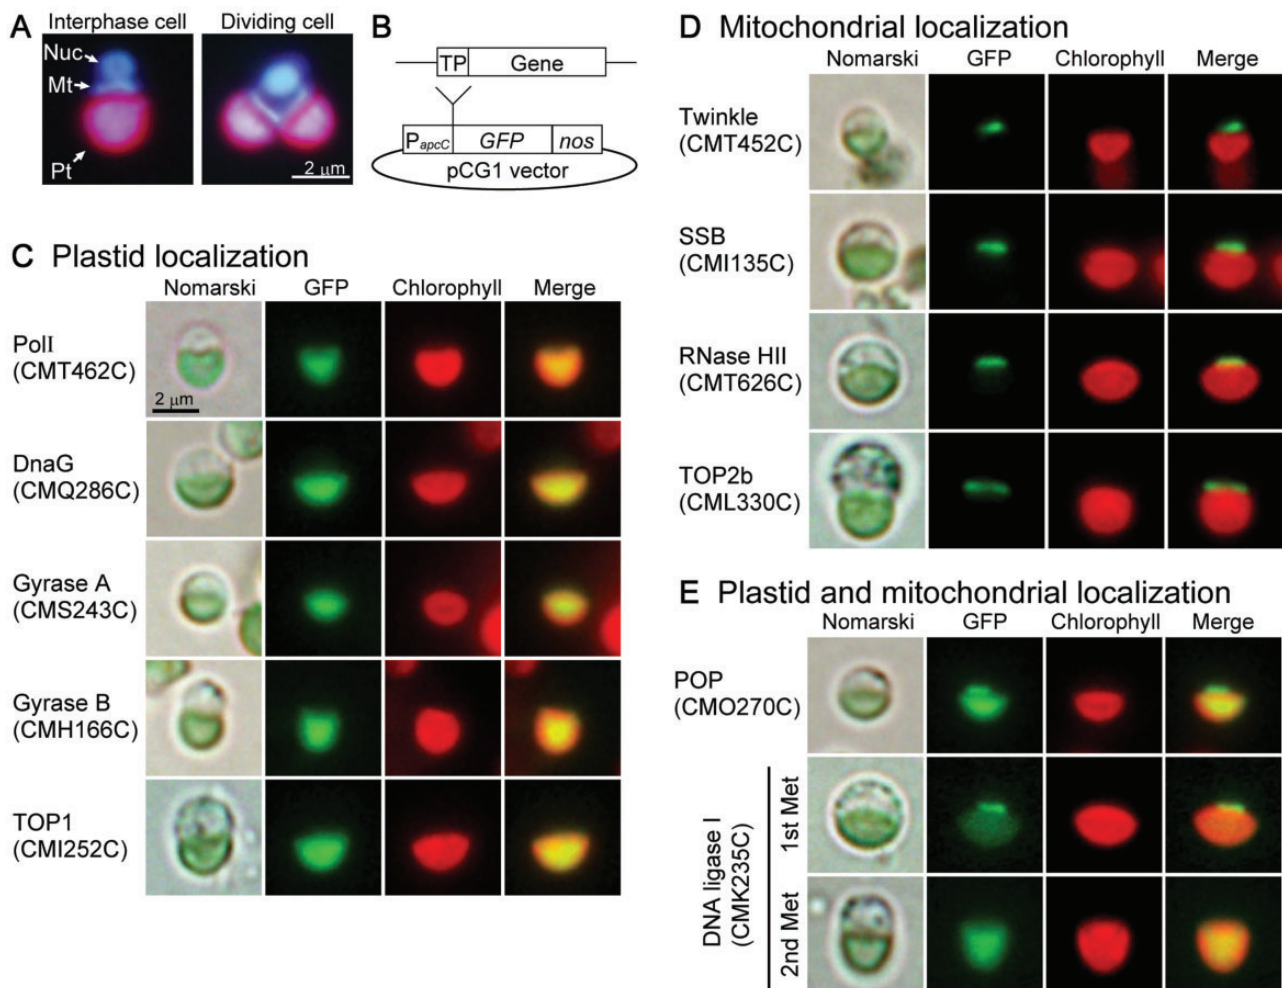 A
Interphase cell
Dividing cell
Nuc
Mt
Pt
2 μm
B
TP
Gene
PapcC
GFP
nos
pCG1 vector
C Plastid localization
Nomarski GFP Chlorophyll Merge
PolI
(CMT462C)
2 μm
DnaG
(CMQ286C)
Gyrase A
(CMS243C)
Gyrase B
(CMH166C)
TOP1
(CMI252C)
D Mitochondrial localization
Nomarski GFP Chlorophyll Merge
Twinkle
(CMT452C)
SSB
(CMI135C)
RNase HII
(CMT626C)
TOP2b
(CML330C)
E Plastid and mitochondrial localization
Nomarski GFP Chlorophyll Merge
POP
(CMO270C)
DNA ligase I
(CMK235C)
1st Met
2nd Met